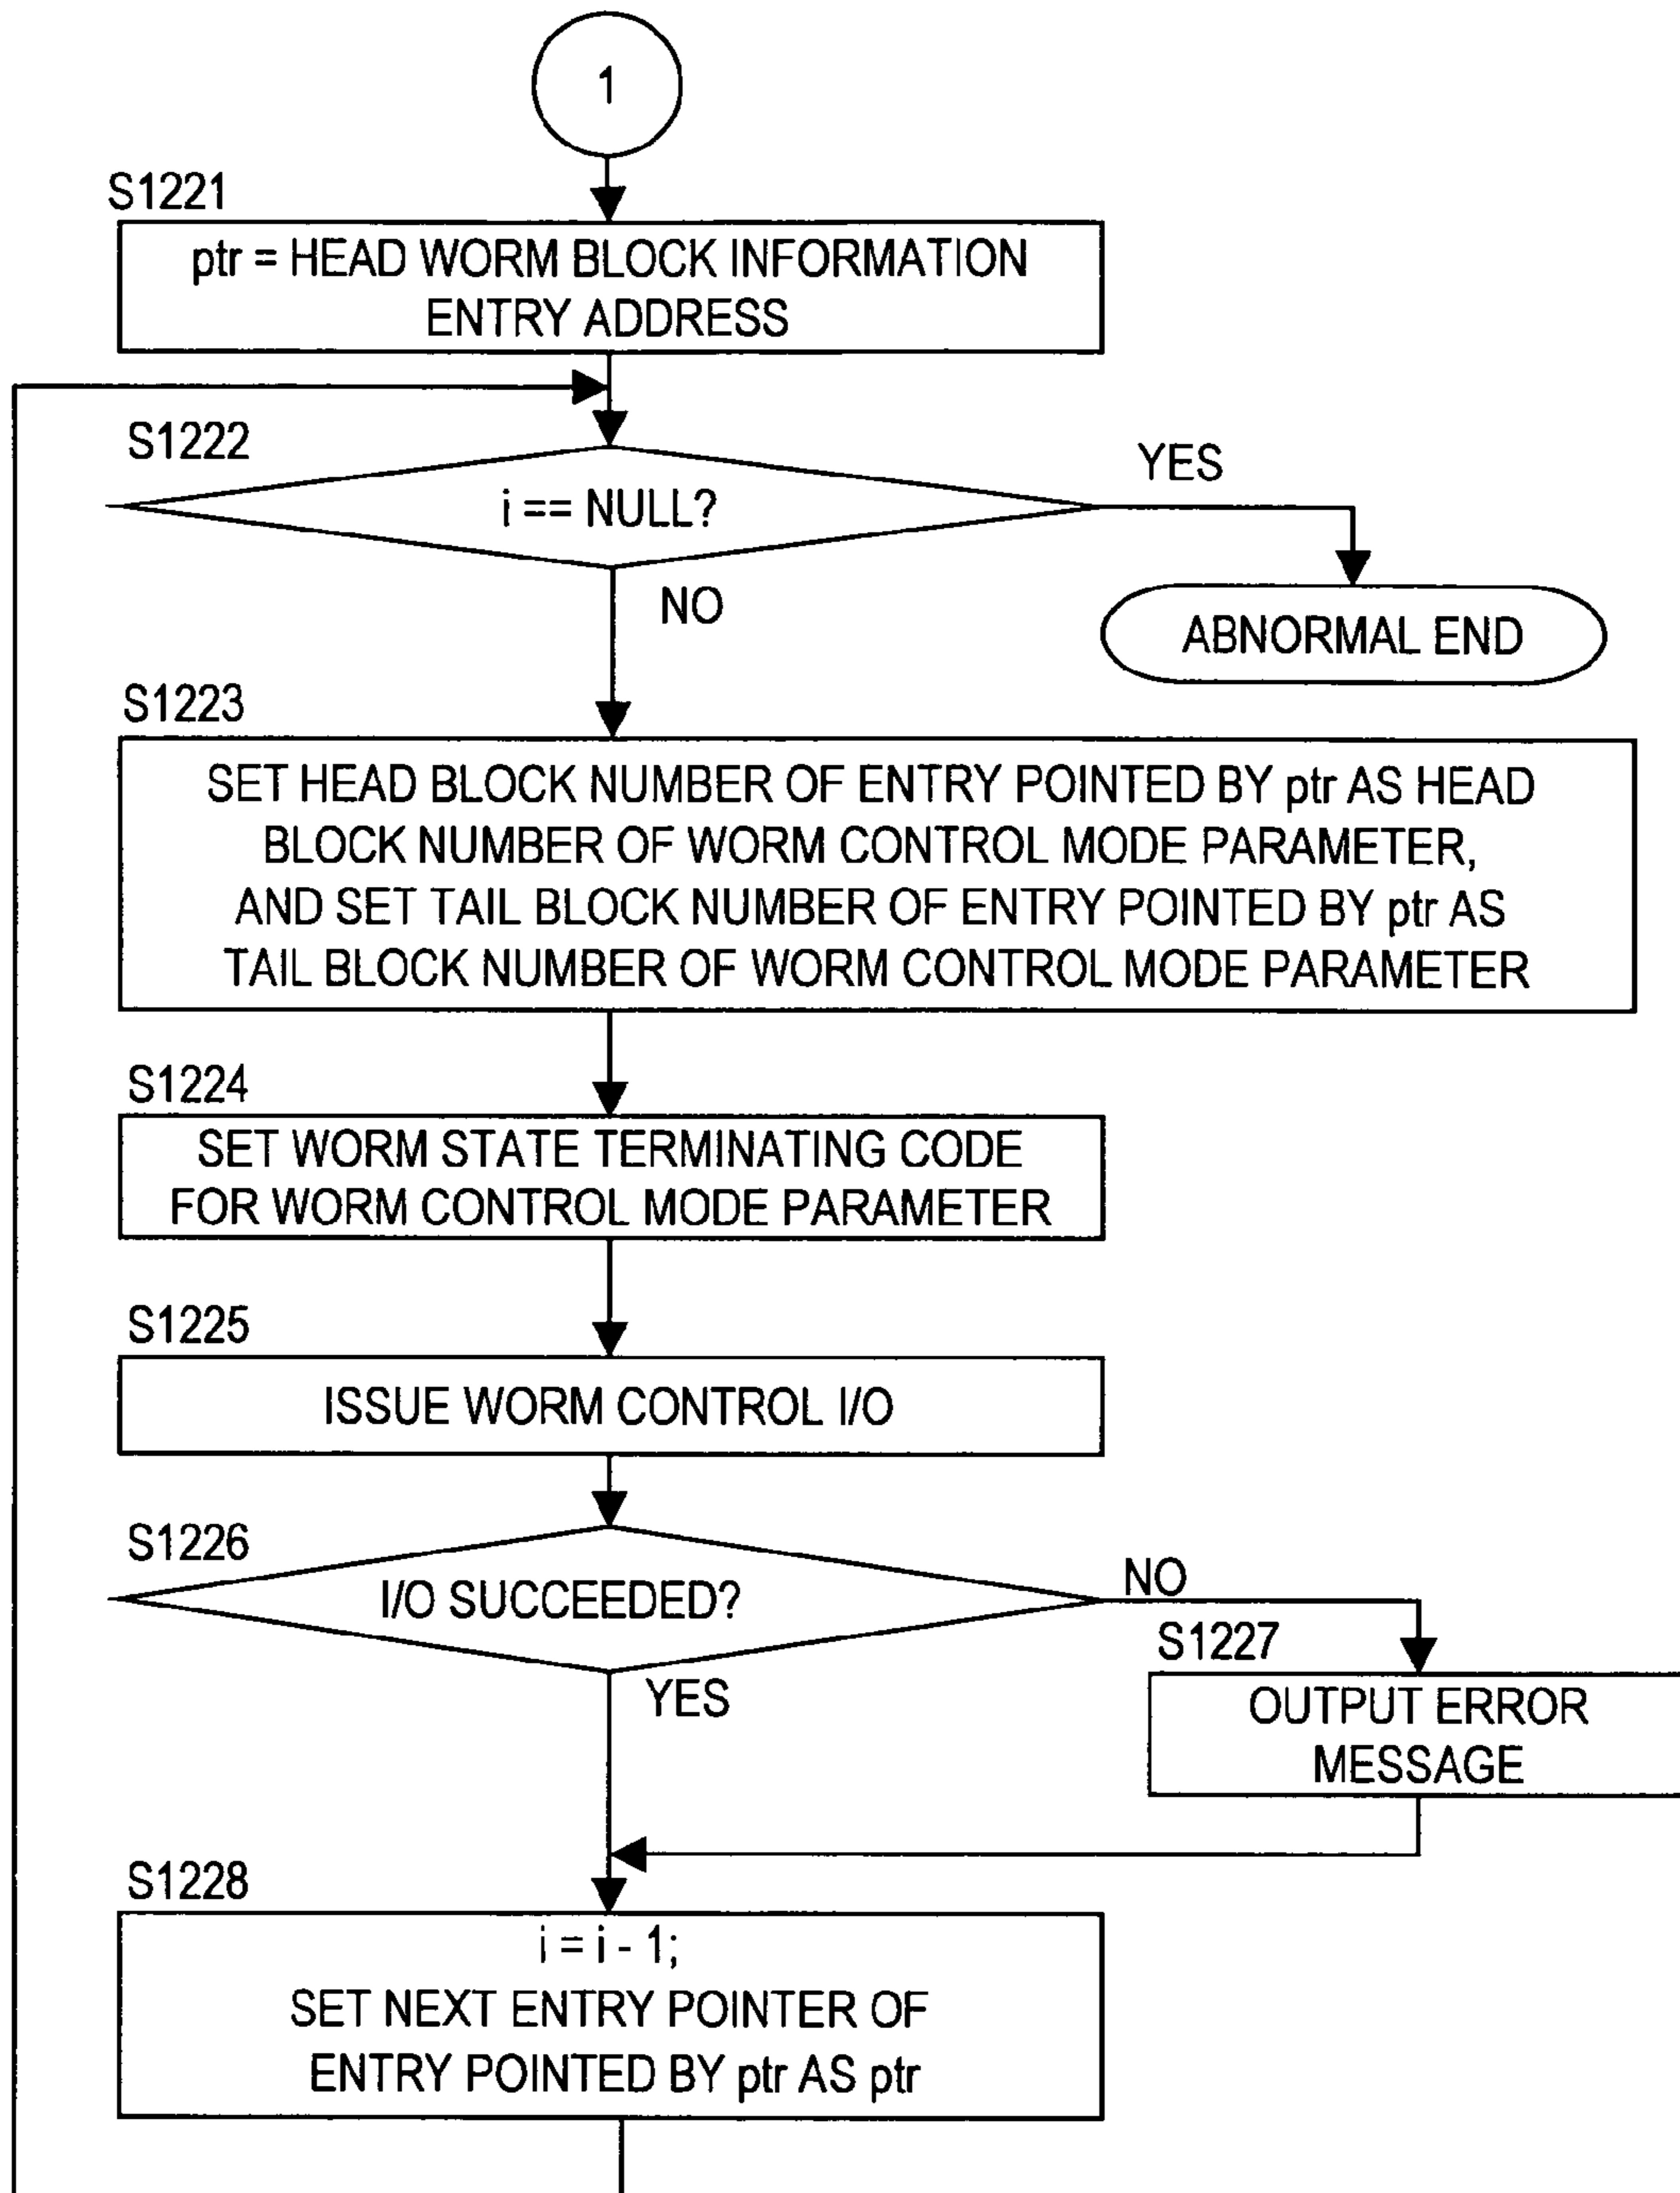 1
S1221
ptr = HEAD WORM BLOCK INFORMATION
ENTRY ADDRESS
S1222
i == NULL?
YES
NO
ABNORMAL END
S1223
SET HEAD BLOCK NUMBER OF ENTRY POINTED BY ptr AS HEAD
BLOCK NUMBER OF WORM CONTROL MODE PARAMETER,
AND SET TAIL BLOCK NUMBER OF ENTRY POINTED BY ptr AS
TAIL BLOCK NUMBER OF WORM CONTROL MODE PARAMETER
S1224
SET WORM STATE TERMINATING CODE
FOR WORM CONTROL MODE PARAMETER
S1225
ISSUE WORM CONTROL I/O
S1226
I/O SUCCEEDED?
NO
YES
S1227
OUTPUT ERROR
MESSAGE
S1228
i = i - 1;
SET NEXT ENTRY POINTER OF
ENTRY POINTED BY ptr AS ptr